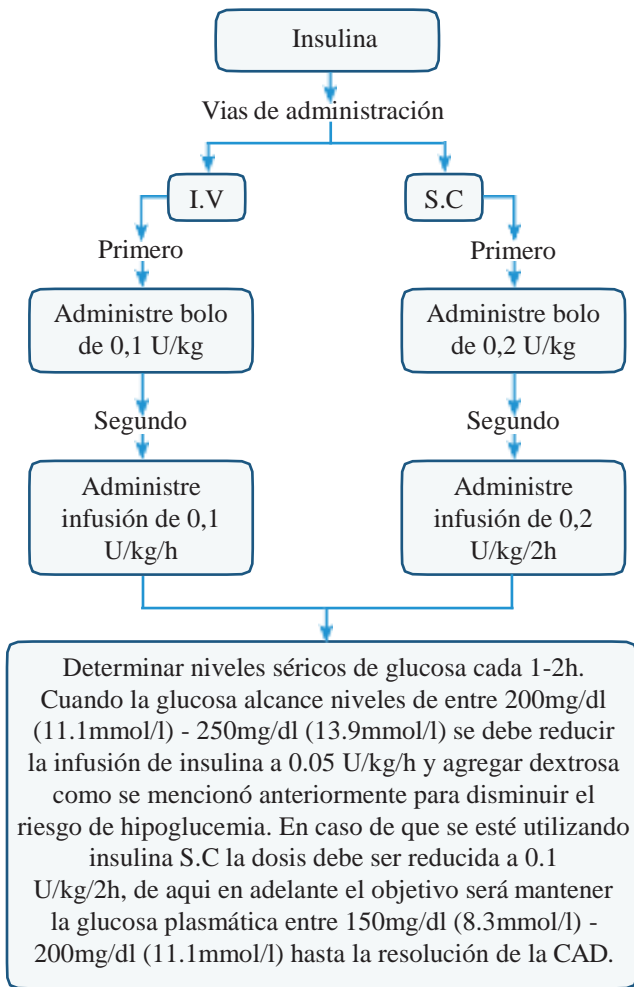 Insulina
Vias de administración
I.V
S.C
Primero
Primero
Administre bolo
de 0,1 U/kg
Administre bolo
de 0,2 U/kg
Segundo
Segundo
Administre
infusión de 0,1
U/kg/h
Administre
infusión de 0,2
U/kg/2h
Determinar niveles séricos de glucosa cada 1-2h.
Cuando la glucosa alcance niveles de entre 200mg/dl
(11.1mmol/l) - 250mg/dl (13.9mmol/l) se debe reducir
la infusión de insulina a 0.05 U/kg/h y agregar dextrosa
como se mencionó anteriormente para disminuir el
riesgo de hipoglucemia. En caso de que se esté utilizando
insulina S.C la dosis debe ser reducida a 0.1
U/kg/2h, de aqui en adelante el objetivo será mantener
la glucosa plasmática entre 150mg/dl (8.3mmol/l) -
200mg/dl (11.1mmol/l) hasta la resolución de la CAD.